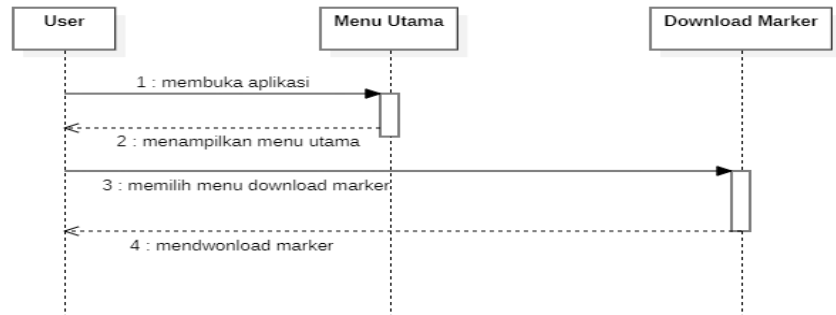 User
Menu Utama
Download Marker
1 : membuka aplikasi
2 : menampilkan menu utama
3 : memilih menu download marker
4 : mendwonload marker